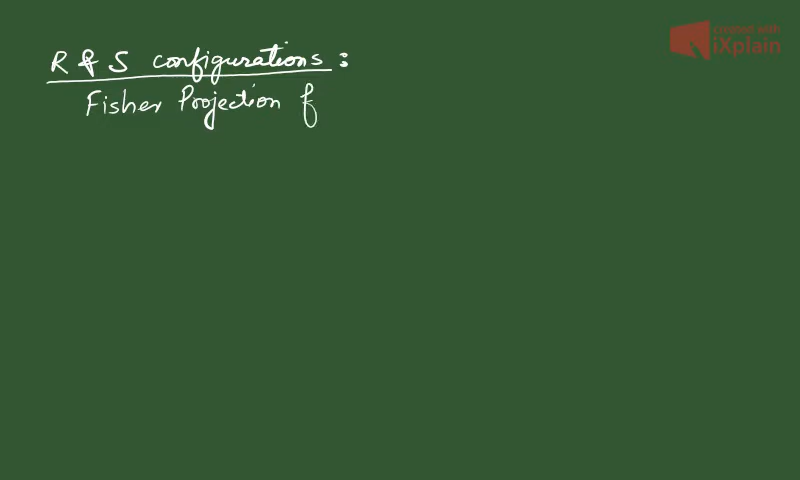 created with
iXplain
R & S configurations :
Fisher Projection f